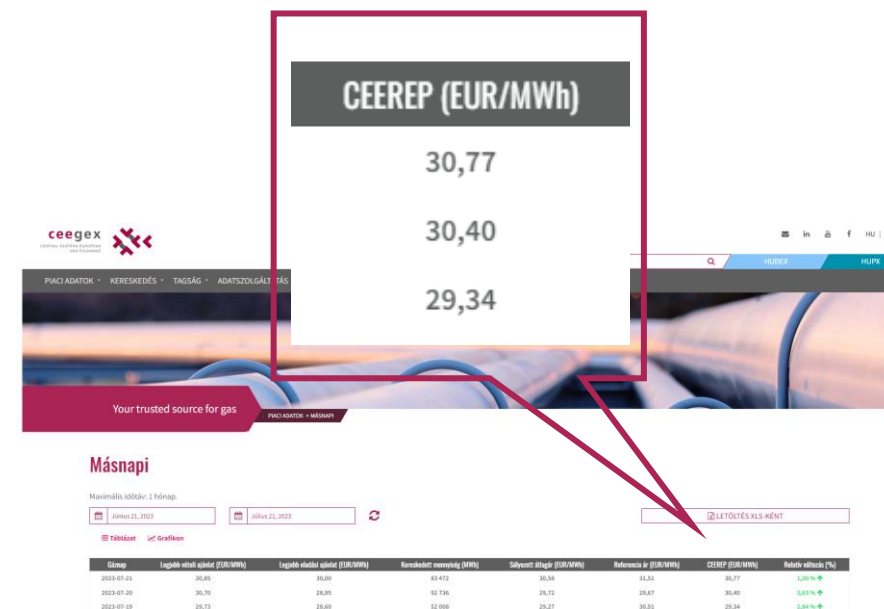 CEEREP (EUR/MWh)
30,77
30,40
29,34
ceegex
CENTRAL EASTERN EUROPEAN
GAS EXCHANGE
in
f
HU |
HUDEX
HUPX
PIACI ADATOK
KERESKEDÉS
TAGSÁG
Your trusted source for gas
PIACI ADATOK > MÁSNAPI
Másnapi
Maximális időtáv: 1 hónap.
Június 21, 2023
Július 21, 2023
LETÖLTÉS XLS-KÉNT
Táblázat
Grafikon
Gáznap Legjobb vételi ajánlat (EUR/MWh) Legjobb eladási ajánlat (EUR/MWh) Kereskedett mennyiség (MWh) Súlyozott átlagár (EUR/MWh) Referencia ár (EUR/MWh) CEEREP (EUR/MWh) Relatív változás (%)
2023-07-21 30,85 30,00 83 472 30,58 31,51 30,77 1,20 %
2023-07-20 30,70 28,95 92 736 29,72 29,67 30,40 3,63 %
2023-07-19 29,73 26,60 52 008 29,27 30,51 29,34 2,84 %